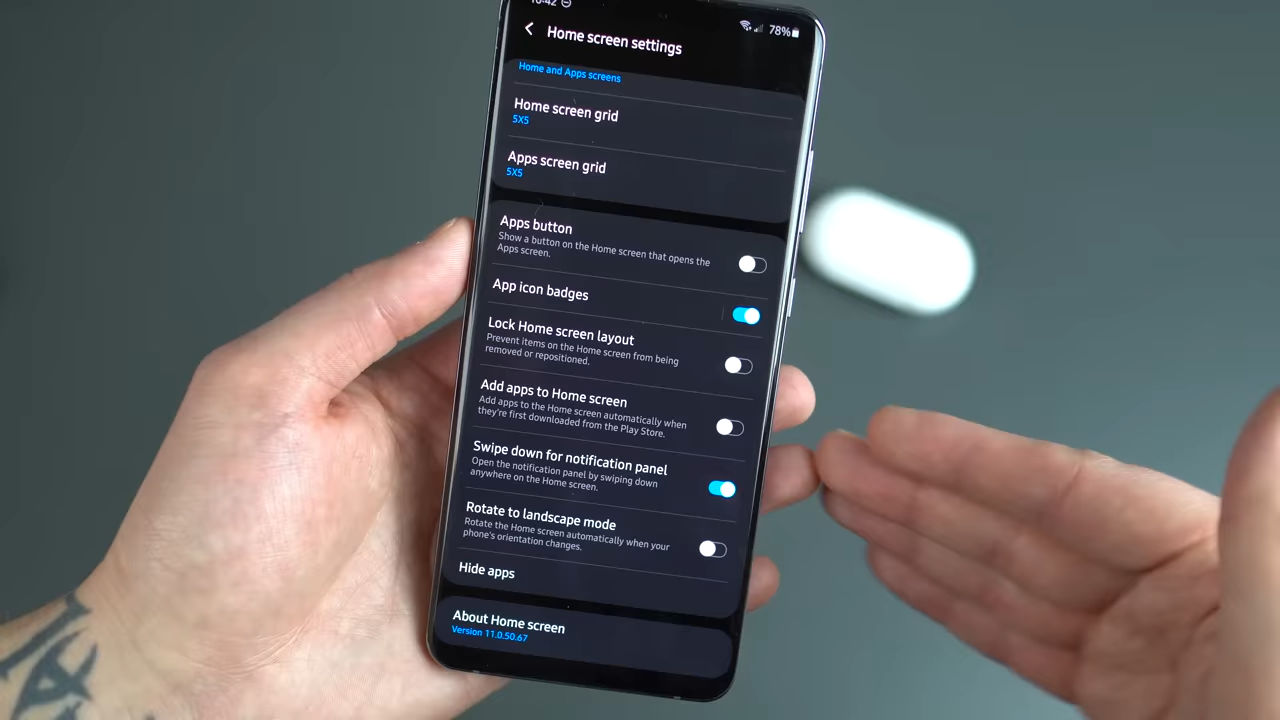 10:42
78%
Home screen settings
Home and Apps screens
Home screen grid
5X5
Apps screen grid
5X5
Apps button
Show a button on the Home screen that opens the
Apps screen.
App icon badges
Lock Home screen layout
Prevent items on the Home screen from being
removed or repositioned.
Add apps to Home screen
Add apps to the Home screen automatically when
they're first downloaded from the Play Store.
Swipe down for notification panel
Open the notification panel by swiping down
anywhere on the Home screen.
Rotate to landscape mode
Rotate the Home screen automatically when your
phone's orientation changes.
Hide apps
About Home screen
Version 11.0.50.67